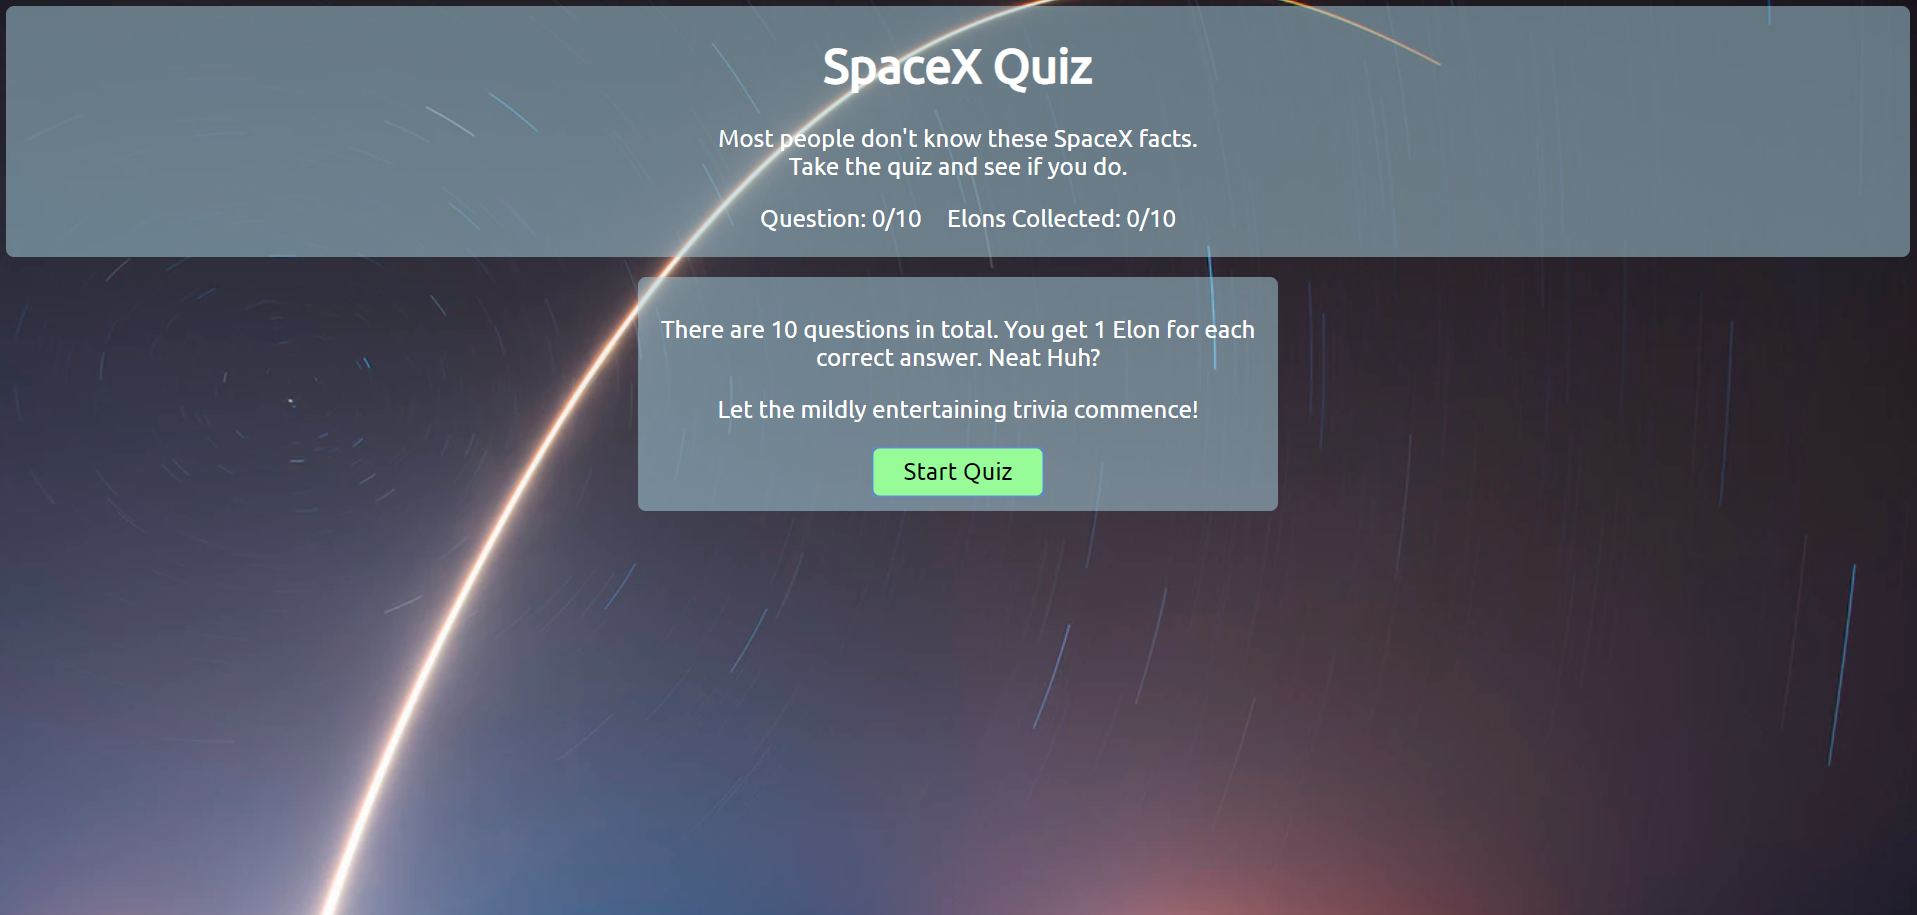 SpaceX Quiz
Most people don't know these SpaceX facts.
Take the quiz and see if you do.
Question: 0/10 Elons Collected: 0/10
There are 10 questions in total. You get 1 Elon for each
correct answer. Neat Huh?
Let the mildly entertaining trivia commence!
Start Quiz